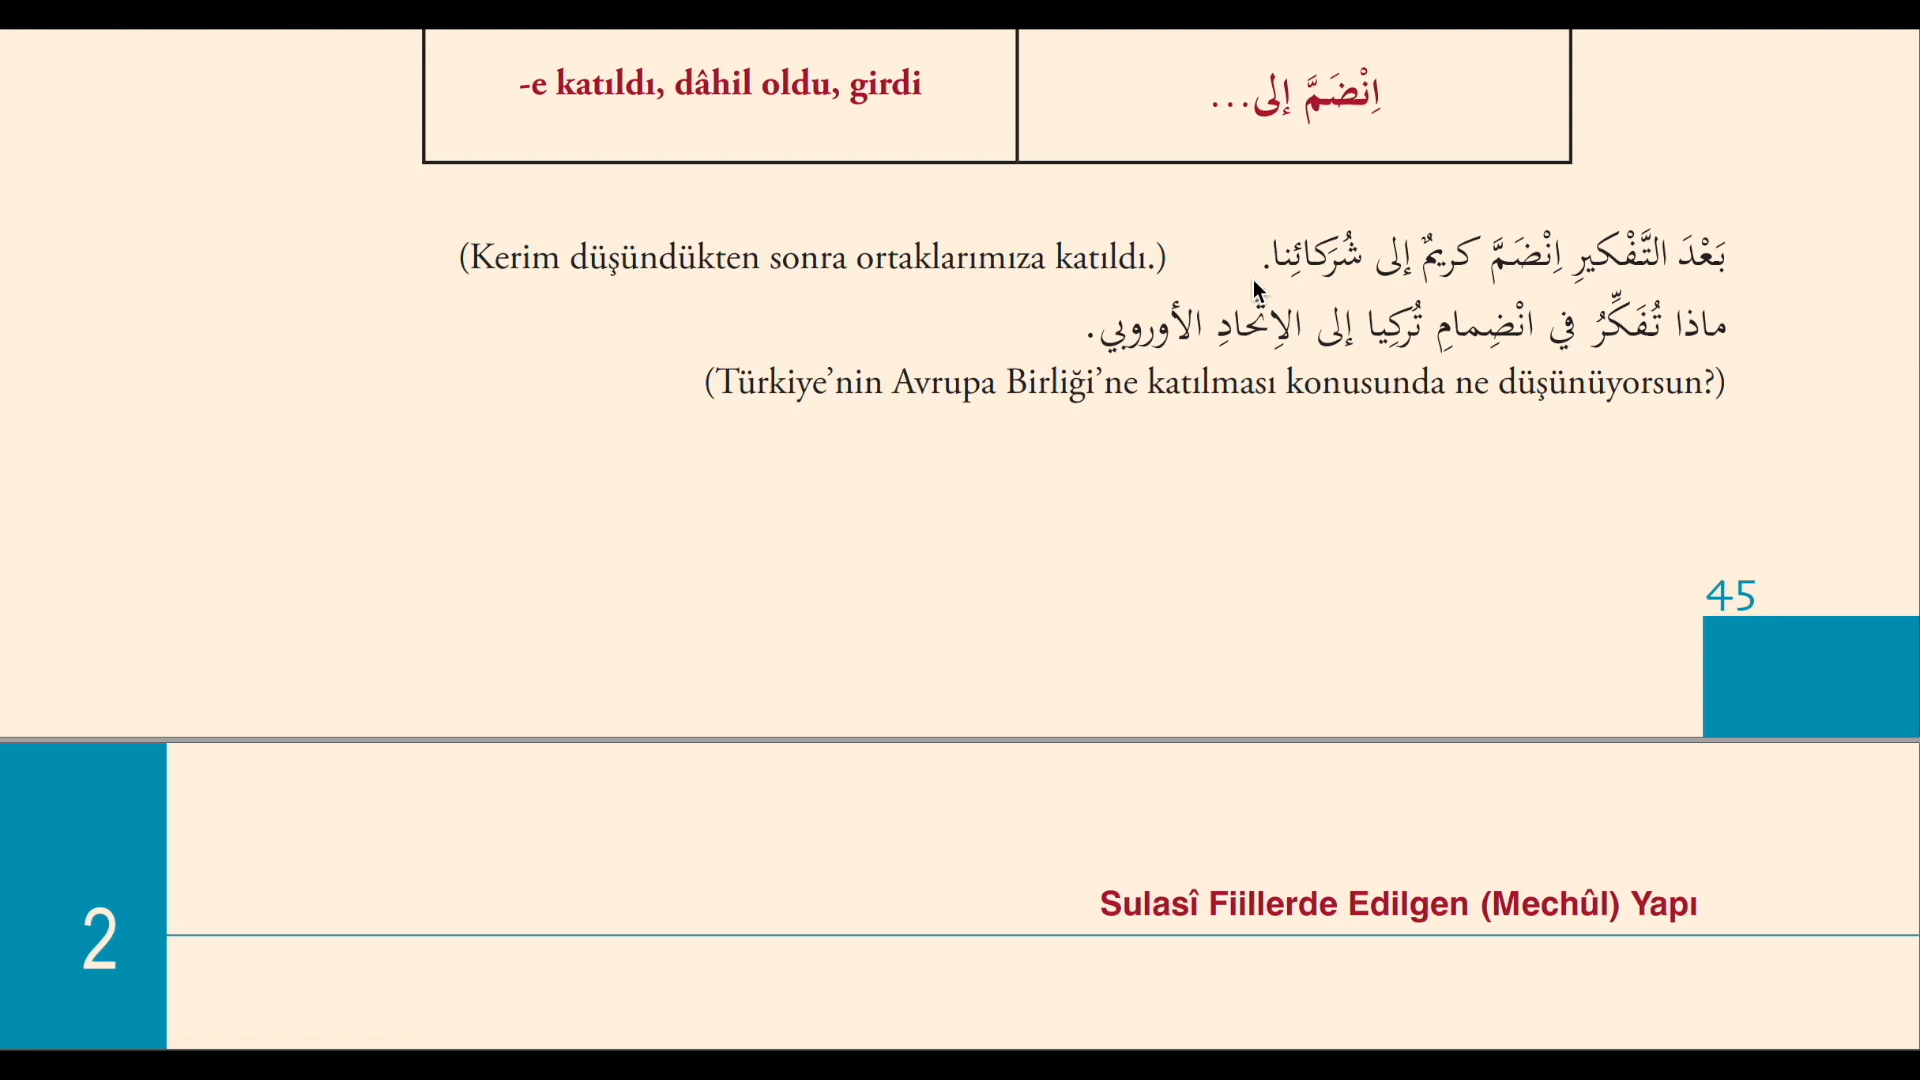 -e katıldı, dâhil oldu, girdi
اِنْضَمَّ إلى...
بَعْدَ التَّفْكيرِ اِنْضَمَّ كريمٌ إلى شُرَكائِنا.
(Kerim düşündükten sonra ortaklarımıza katıldı.)
ماذا تُفَكِّرُ في انْضِمامِ تُرْكِيا إلى الاِتِّحادِ الأوروبي.
(Türkiye’nin Avrupa Birliği’ne katılması konusunda ne düşünüyorsun?)
45
2
Sulasî Fiillerde Edilgen (Mechûl) Yapı